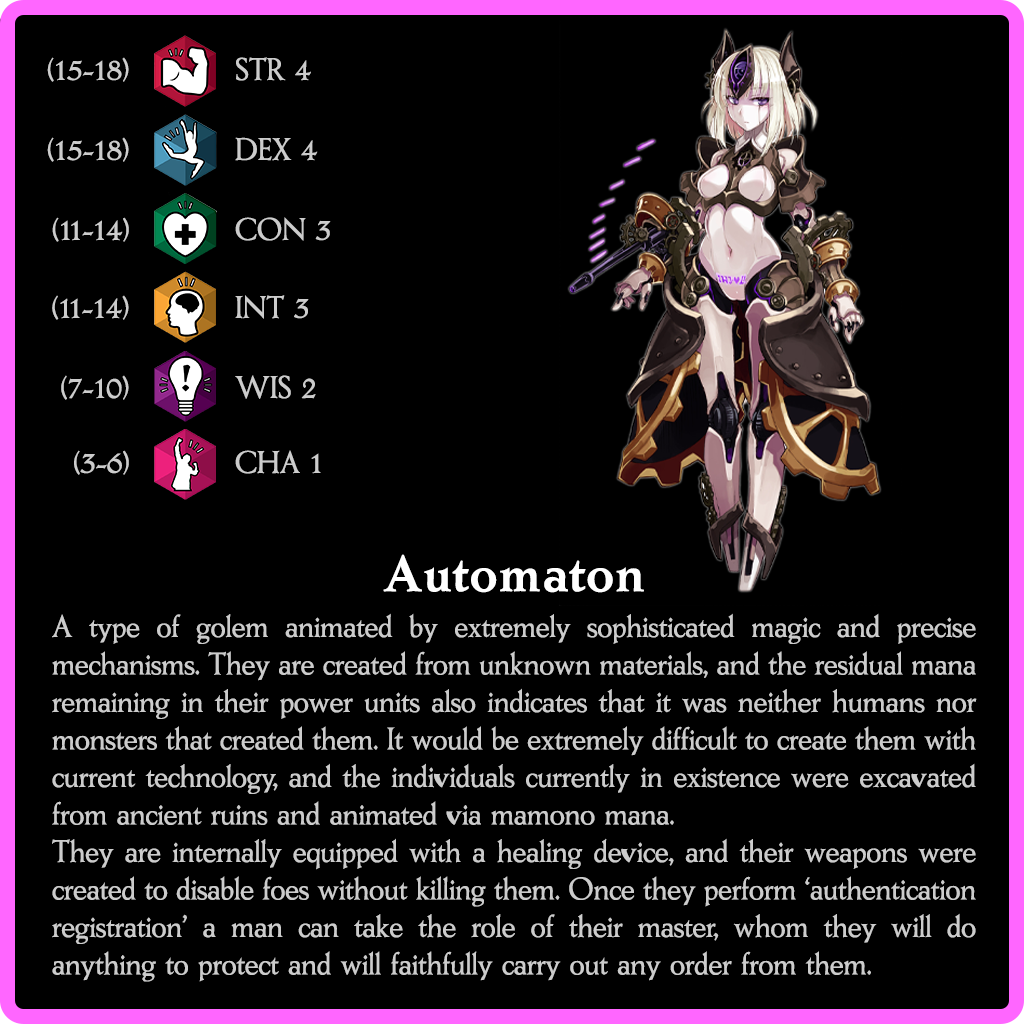 (15-18) STR 4
(15-18) DEX 4
(11-14) CON 3
(11-14) INT 3
(7-10) WIS 2
(3-6) CHA 1
Automaton
A type of golem animated by extremely sophisticated magic and precise
mechanisms. They are created from unknown materials, and the residual mana
remaining in their power units also indicates that it was neither humans nor
monsters that created them. It would be extremely difficult to create them with
current technology, and the individuals currently in existence were excavated
from ancient ruins and animated via mamono mana.
They are internally equipped with a healing device, and their weapons were
created to disable foes without killing them. Once they perform ‘authentication
registration’ a man can take the role of their master, whom they will do
anything to protect and will faithfully carry out any order from them.